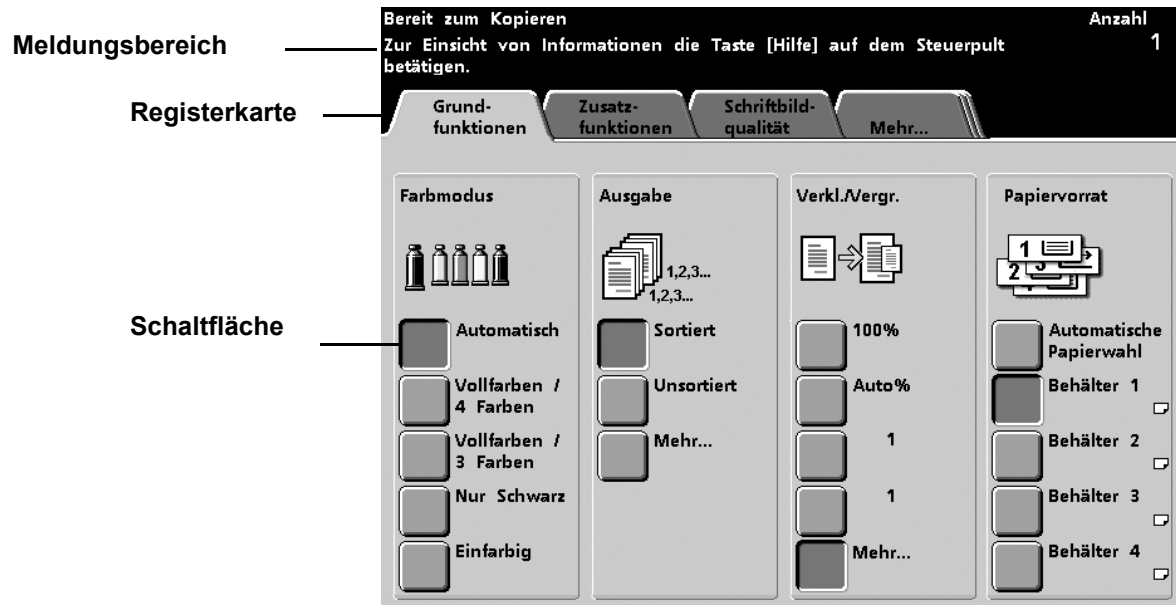 Bereit zum Kopieren
Anzahl
Zur Einsicht von Informationen die Taste [Hilfe] auf dem Steuerpult
1
betätigen.
Meldungsbereich
Registerkarte
Schaltfläche
Grund-
funktionen
Zusatz-
funktionen
Schriftbild-
qualität
Mehr...
Farbmodus
Automatisch
Vollfarben /
4 Farben
Vollfarben /
3 Farben
Nur Schwarz
Einfarbig
Ausgabe
1,2,3...
1,2,3...
Sortiert
Unsortiert
Mehr...
Verkl./Vergr.
100%
Auto%
1
1
Mehr...
Papiervorrat
1
2
3
Automatische
Papierwahl
Behälter 1
Behälter 2
Behälter 3
Behälter 4